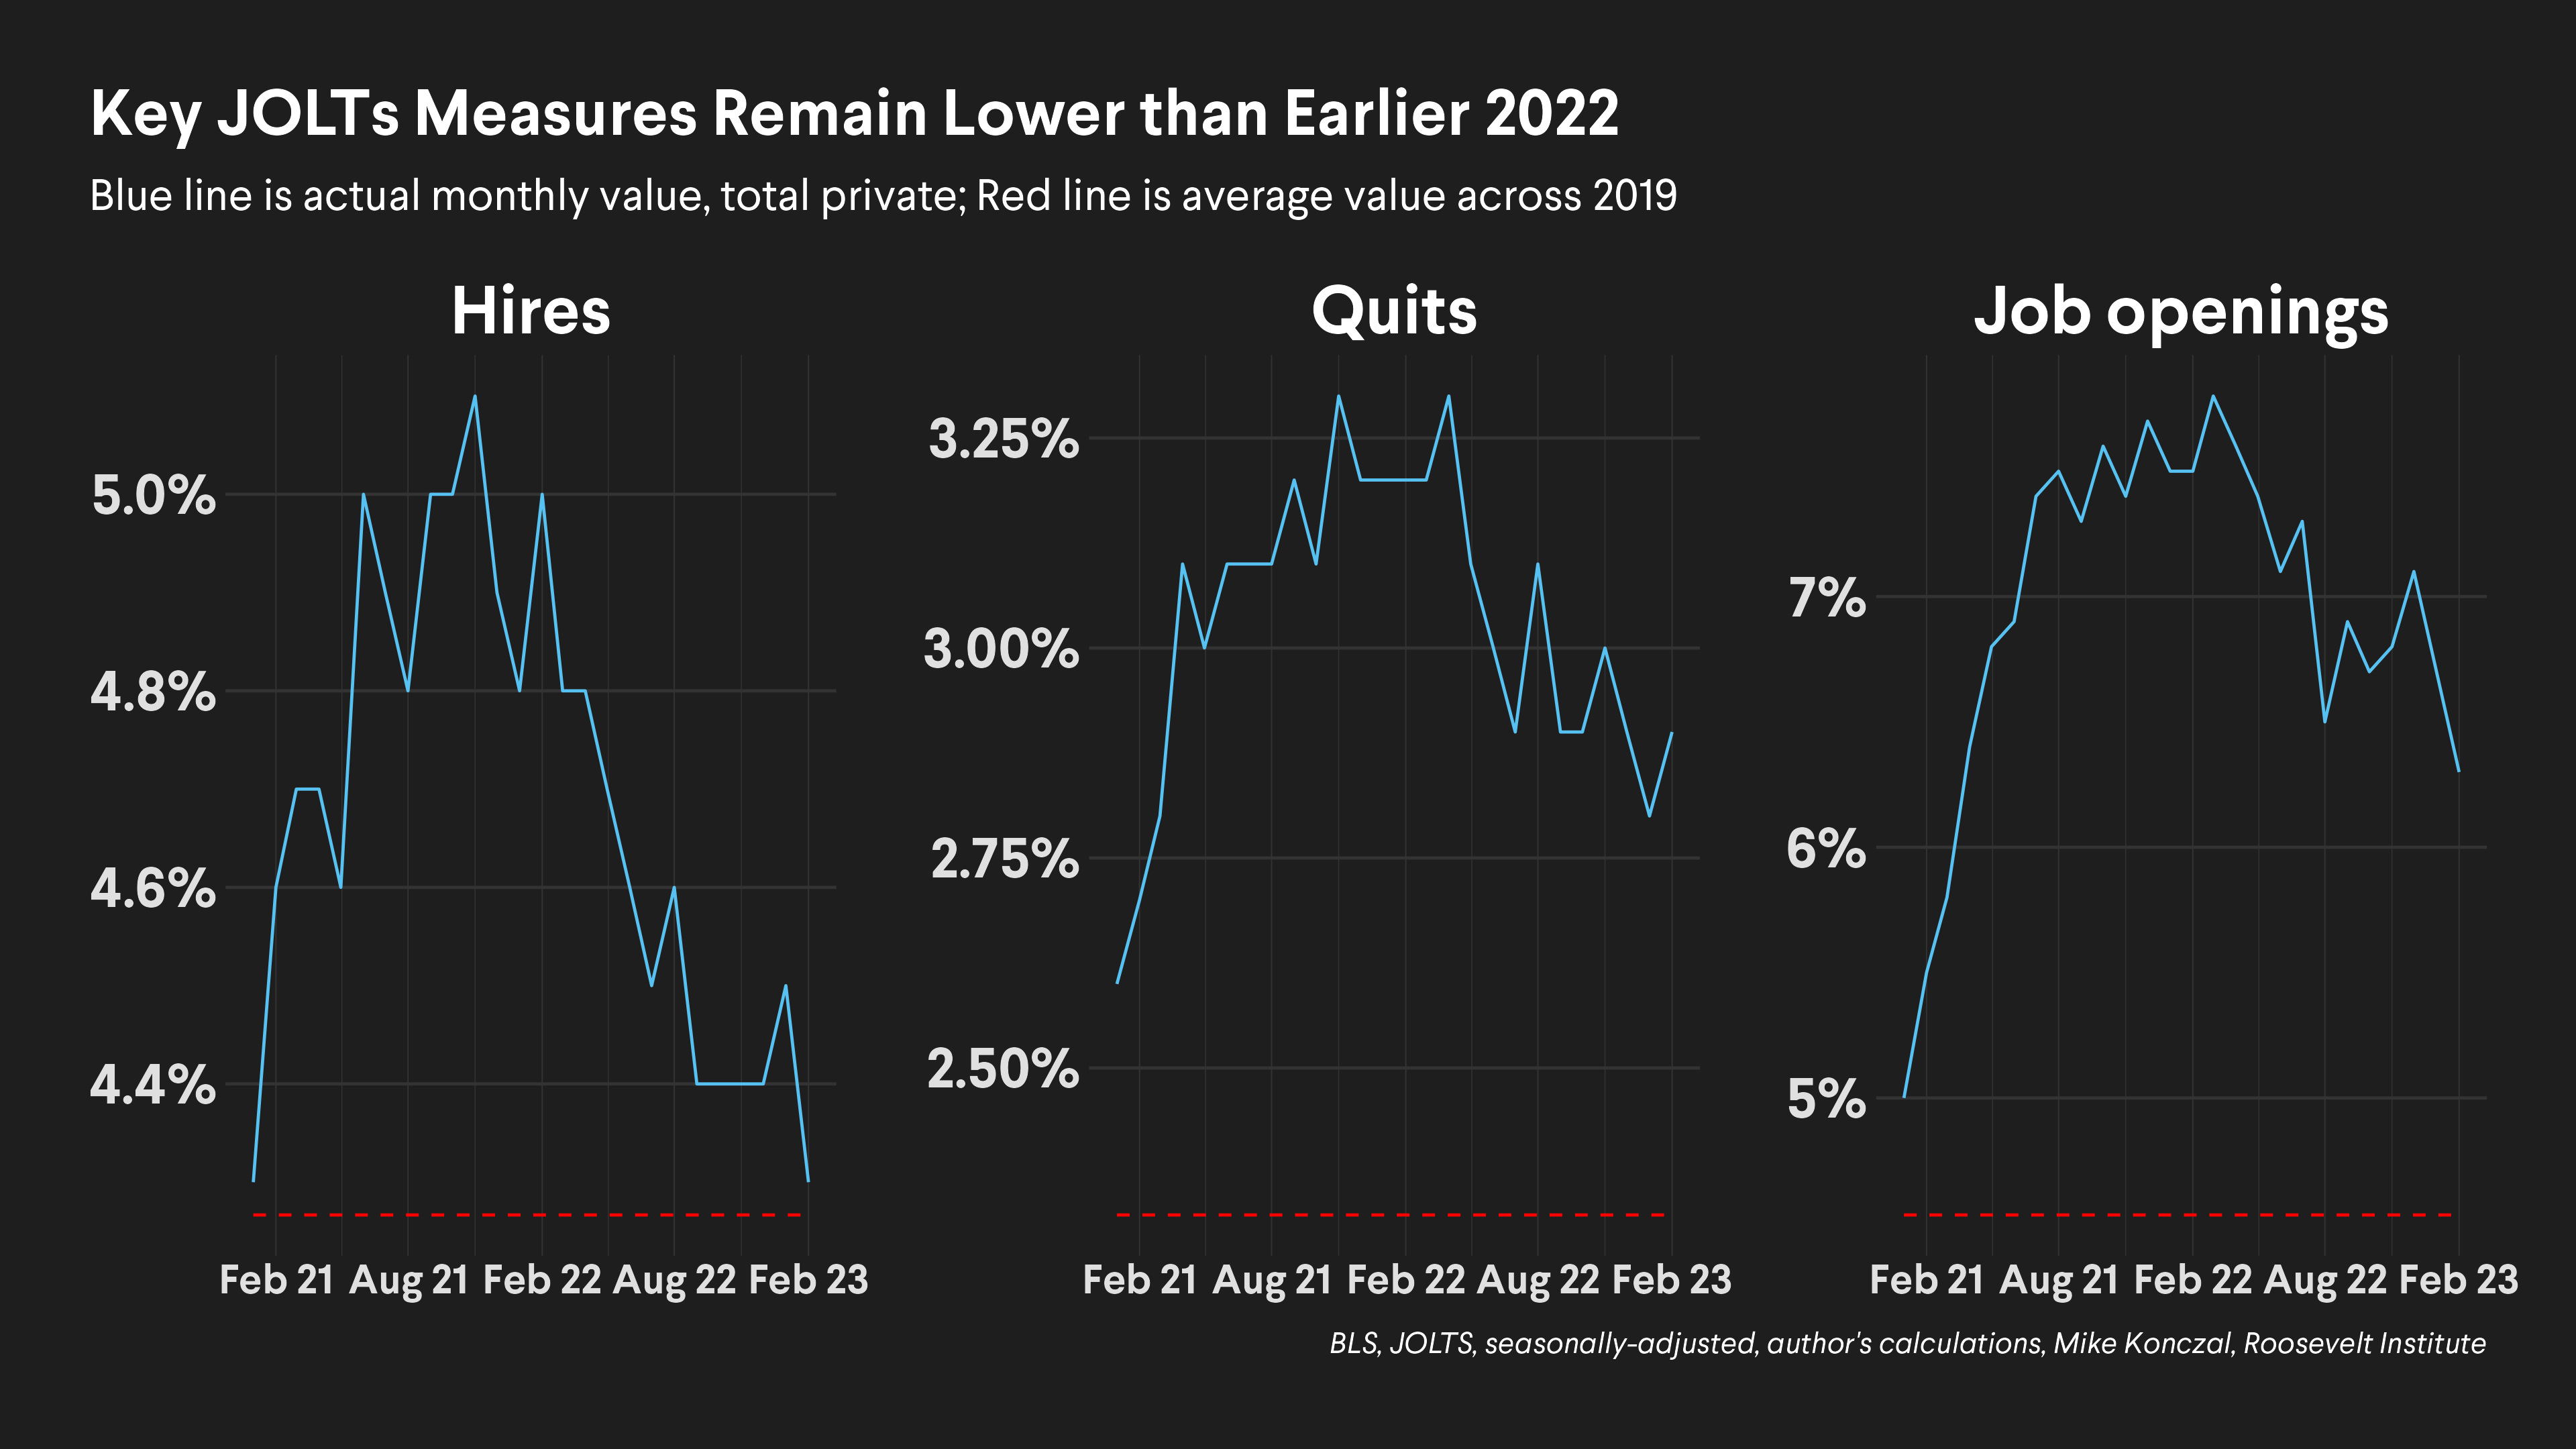 Key JOLTs Measures Remain Lower than Earlier 2022
Blue line is actual monthly value, total private; Red line is average value across 2019
Hires
5.0%
4.8%
4.6%
4.4%
Feb 21 Aug 21 Feb 22 Aug 22 Feb 23
Quits
3.25%
3.00%
2.75%
2.50%
Feb 21 Aug 21 Feb 22 Aug 22 Feb 23
Job openings
7%
6%
5%
Feb 21 Aug 21 Feb 22 Aug 22 Feb 23
BLS, JOLTS, seasonally-adjusted, author's calculations, Mike Konczal, Roosevelt Institute